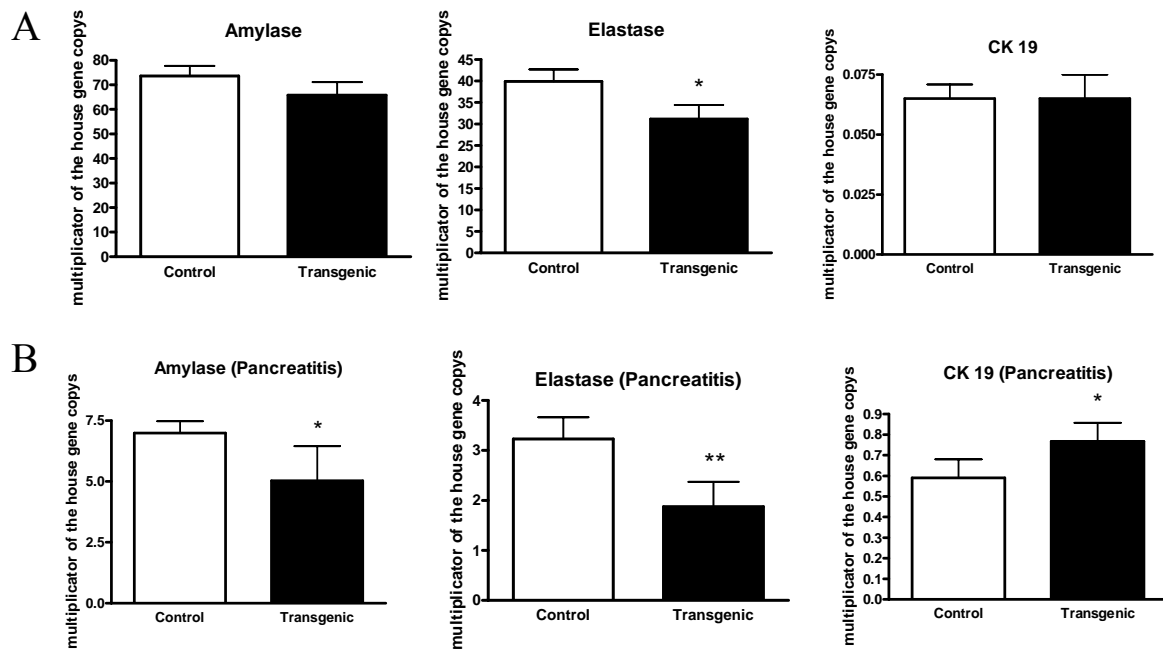 A
Amylase
multiplicator of the house gene copys
80
70
60
50
40
30
20
10
0
Control Transgenic
Elastase
multiplicator of the house gene copys
45
40
35
30
25
20
15
10
5
0
*
Control Transgenic
CK 19
multiplicator of the house gene copys
0.075
0.050
0.025
0.000
Control Transgenic
B
Amylase (Pancreatitis)
multiplicator of the house gene copys
7.5
5.0
2.5
0.0
*
Control Transgenic
Elastase (Pancreatitis)
multiplicator of the house gene copys
4
3
2
1
0
**
Control Transgenic
CK 19 (Pancreatitis)
multiplicator of the house gene copys
0.9
0.8
0.7
0.6
0.5
0.4
0.3
0.2
0.1
0.0
*
Control Transgenic